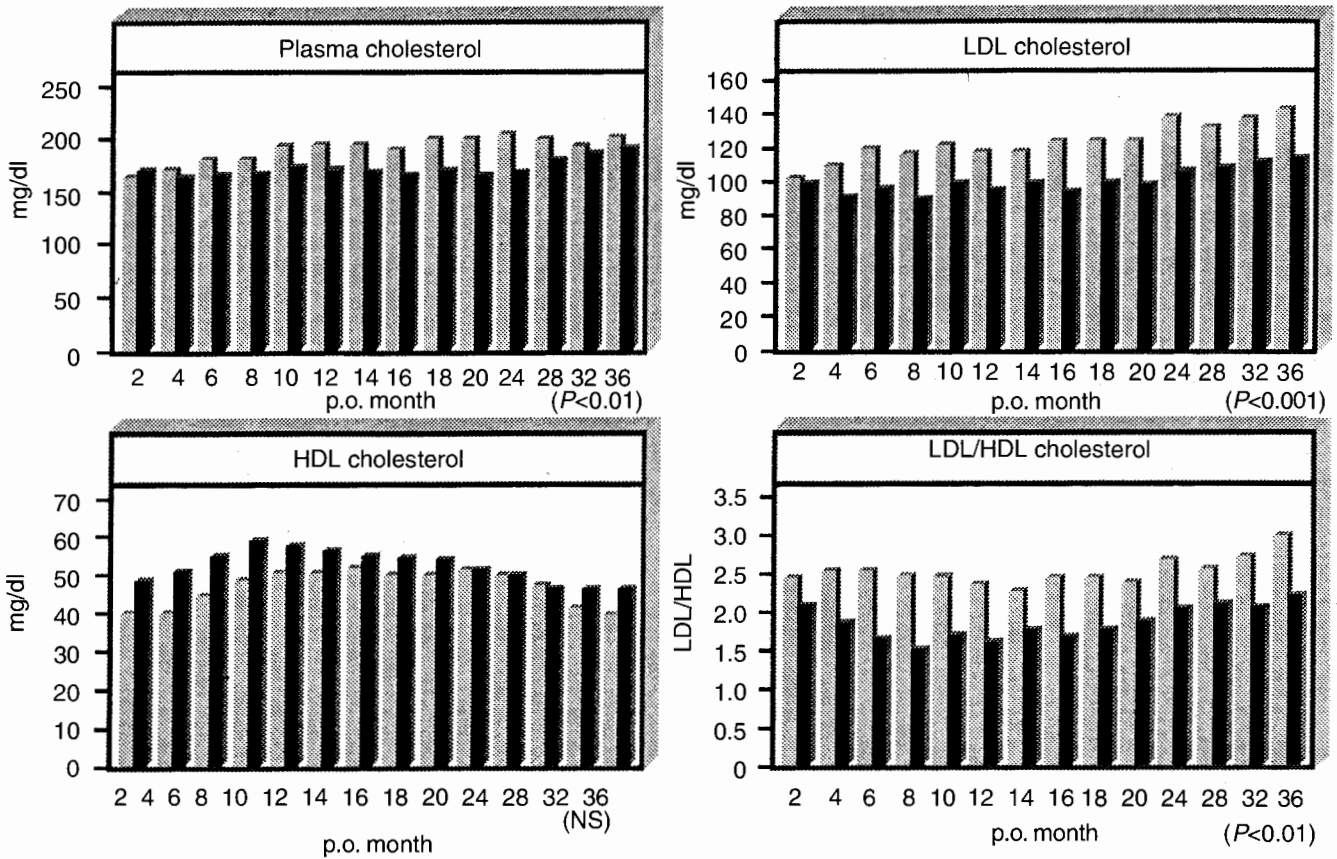 Plasma cholesterol
mg/dl
250
200
150
100
50
0
2 4 6 8 10 12 14 16 18 20 24 28 32 36
p.o. month (P<0.01)
LDL cholesterol
mg/dl
160
140
120
100
80
60
40
20
0
2 4 6 8 10 12 14 16 18 20 24 28 32 36
p.o. month (P<0.001)
HDL cholesterol
mg/dl
70
60
50
40
30
20
10
0
2 4 6 8 10 12 14 16 18 20 24 28 32 36
(NS)
p.o. month
LDL/HDL cholesterol
LDL/HDL
3.5
3.0
2.5
2.0
1.5
1.0
0.5
0
2 4 6 8 10 12 14 16 18 20 24 28 32 36
p.o. month (P<0.01)